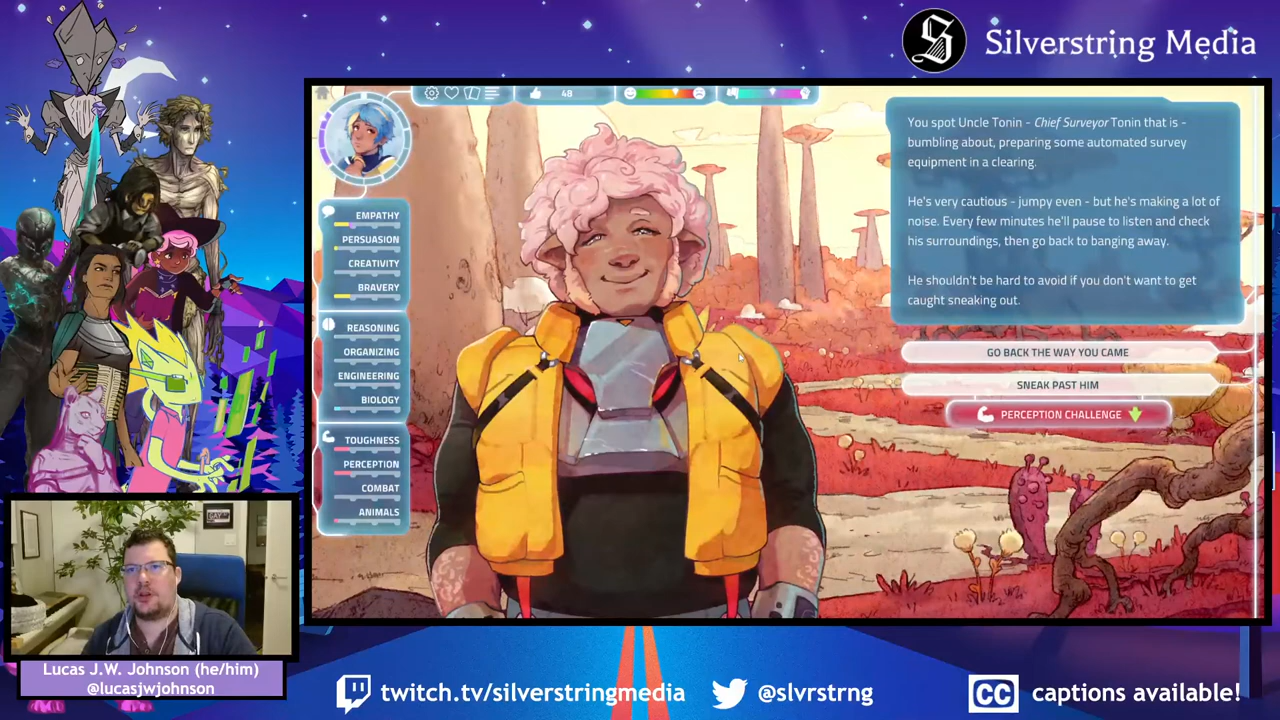 Silverstring Media
48
You spot Uncle Tonin - Chief Surveyor Tonin that is -
bumbling about, preparing some automated survey
equipment in a clearing.
He's very cautious - jumpy even - but he's making a lot of
noise. Every few minutes he'll pause to listen and check
his surroundings, then go back to banging away.
He shouldn't be hard to avoid if you don't want to get
caught sneaking out.
GO BACK THE WAY YOU CAME
SNEAK PAST HIM
PERCEPTION CHALLENGE
EMPATHY
PERSUASION
CREATIVITY
BRAVERY
REASONING
ORGANIZING
ENGINEERING
BIOLOGY
TOUGHNESS
PERCEPTION
COMBAT
ANIMALS
GAY
Lucas J.W. Johnson (he/him)
@lucasjwjohnson
twitch.tv/silverstringmedia
@slvrstrng
CC
captions available!